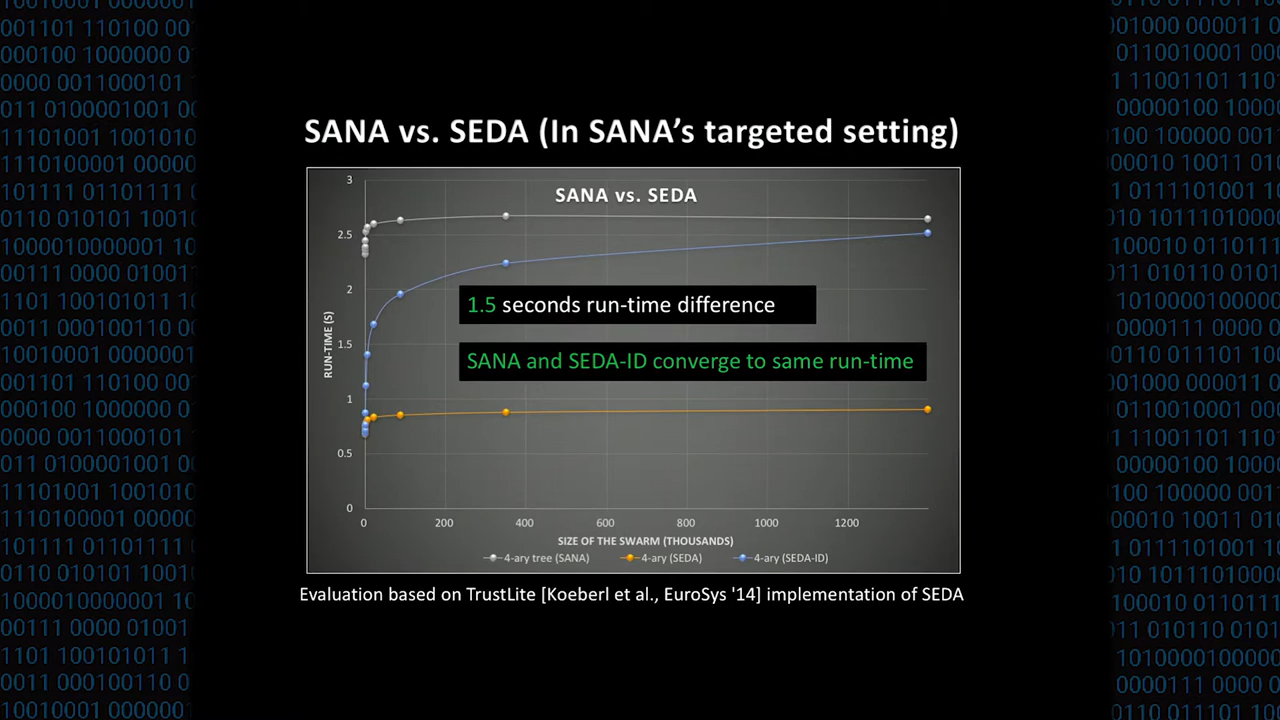 SANA vs. SEDA (In SANA’s targeted setting)
SANA vs. SEDA
3
2.5
2
1.5
1
0.5
0
RUN-TIME (S)
1.5 seconds run-time difference
SANA and SEDA-ID converge to same run-time
0 200 400 600 800 1000 1200
SIZE OF THE SWARM (THOUSANDS)
4-ary tree (SANA) 4-ary (SEDA) 4-ary (SEDA-ID)
Evaluation based on TrustLite [Koeberl et al., EuroSys '14] implementation of SEDA